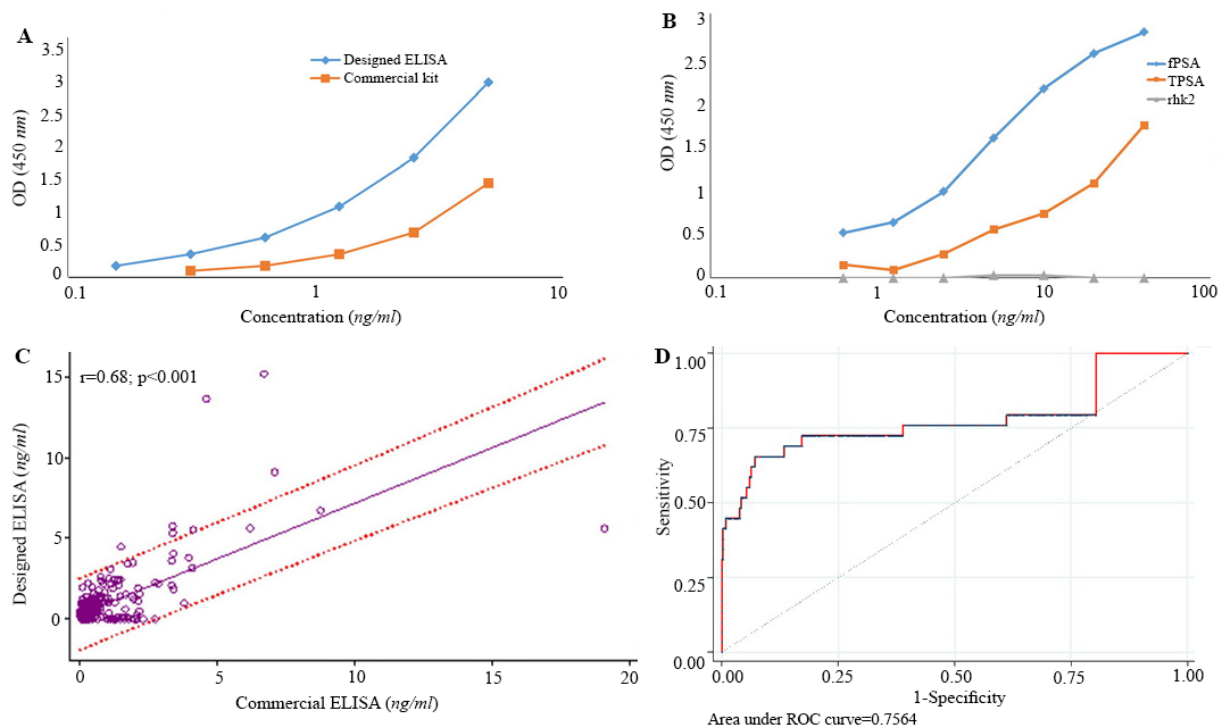 A
3.5
3
2.5
2
1.5
1
0.5
0
0.1
1
10
OD (450 nm)
Concentration (ng/ml)
Designed ELISA
Commercial kit
B
3
2.5
2
1.5
1
0.5
0
0.1
1
10
100
OD (450 nm)
Concentration (ng/ml)
fPSA
TPSA
rhk2
C
r=0.68; p<0.001
15
10
5
0
0
5
10
15
20
Designed ELISA (ng/ml)
Commercial ELISA (ng/ml)
D
1.00
0.75
0.50
0.25
0.00
0.00
0.25
0.50
0.75
1.00
Sensitivity
1-Specificity
Area under ROC curve=0.7564